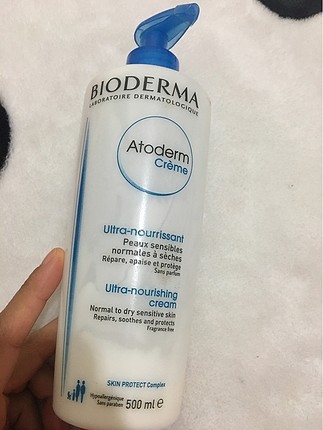 BIODERMA
LABORATOIRE DERMATOLOGIQUE
Atoderm
Crème
Ultra-nourrissant
Peaux sensibles
normales à sèches
Répare, apaise et protège
Sans parfum
Ultra-nourishing
cream
Normal to dry sensitive skin
Repairs, soothes and protects
Fragrance free
SKIN PROTECT Complex
Hypoallergénique
Sans paraben
500 ml e